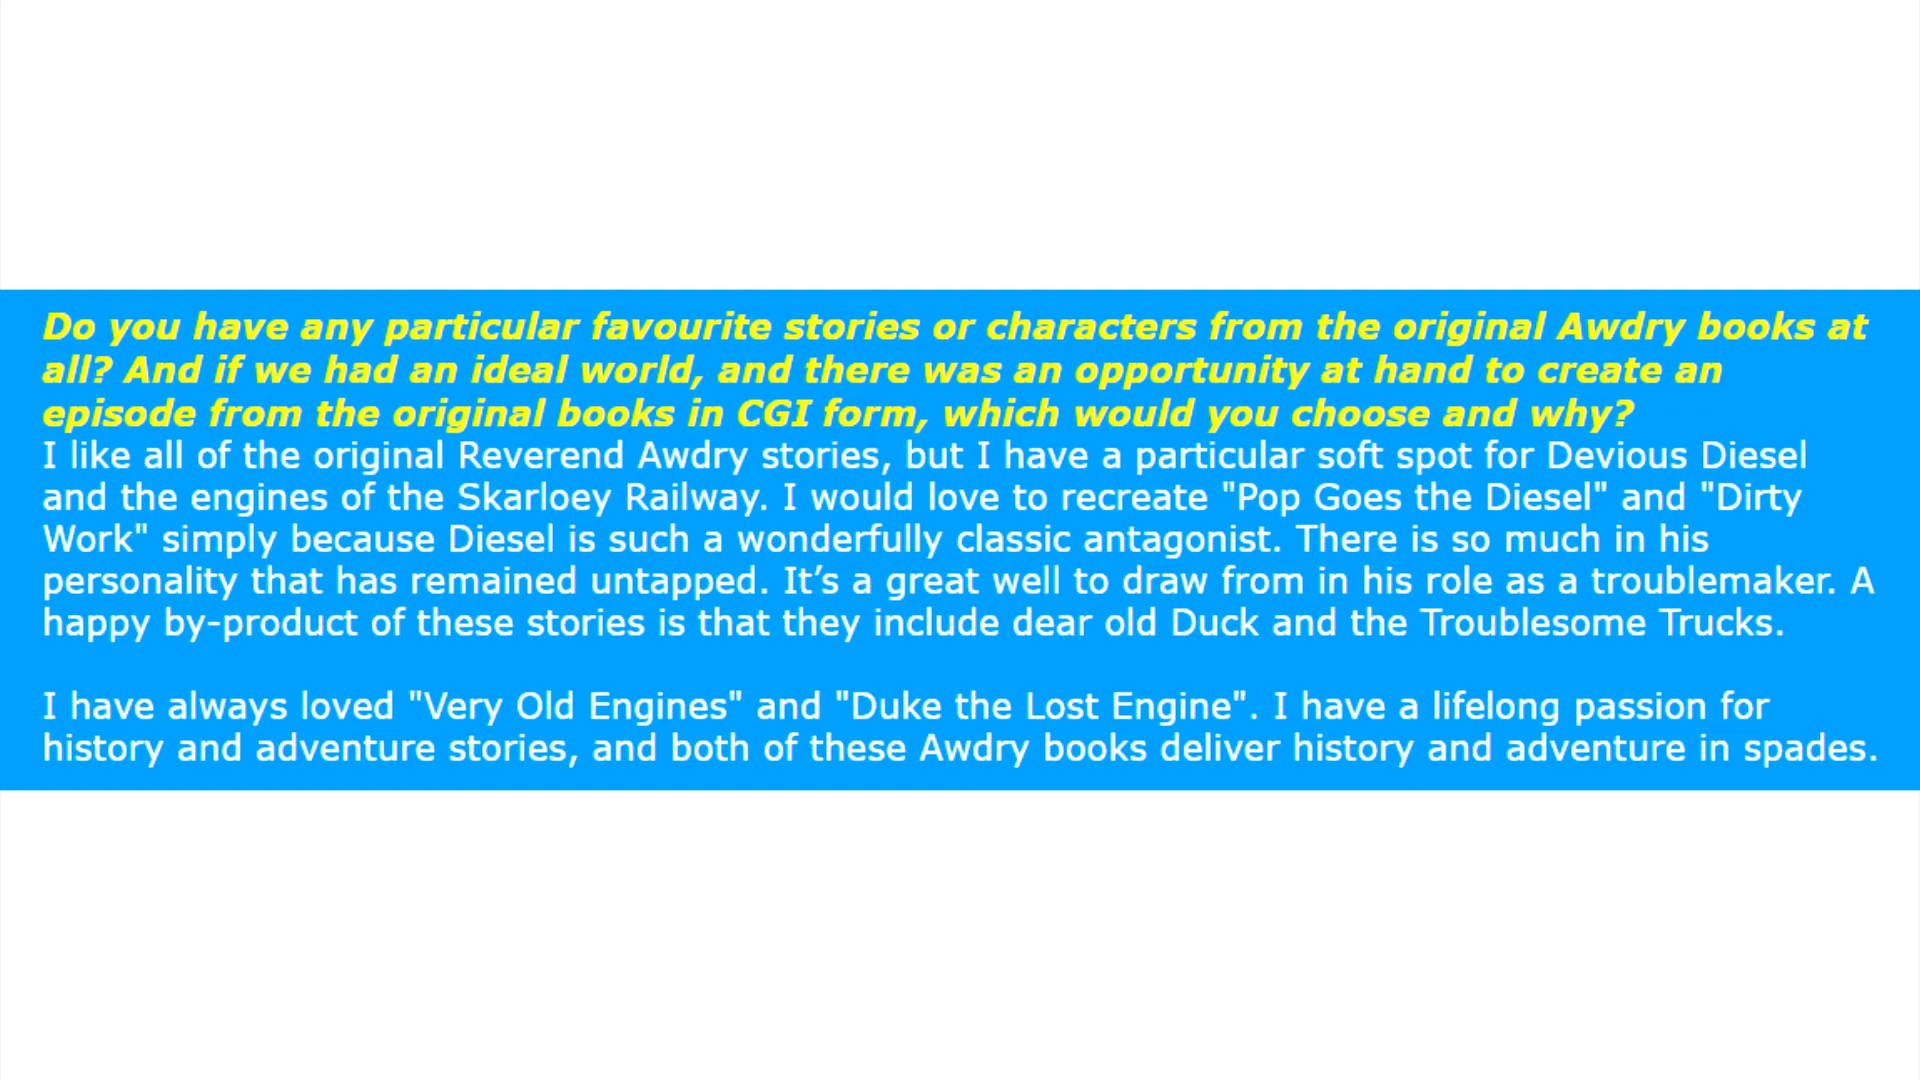 Do you have any particular favourite stories or characters from the original Awdry books at
all? And if we had an ideal world, and there was an opportunity at hand to create an
episode from the original books in CGI form, which would you choose and why?
I like all of the original Reverend Awdry stories, but I have a particular soft spot for Devious Diesel
and the engines of the Skarloey Railway. I would love to recreate "Pop Goes the Diesel" and "Dirty
Work" simply because Diesel is such a wonderfully classic antagonist. There is so much in his
personality that has remained untapped. It’s a great well to draw from in his role as a troublemaker. A
happy by-product of these stories is that they include dear old Duck and the Troublesome Trucks.
I have always loved "Very Old Engines" and "Duke the Lost Engine". I have a lifelong passion for
history and adventure stories, and both of these Awdry books deliver history and adventure in spades.